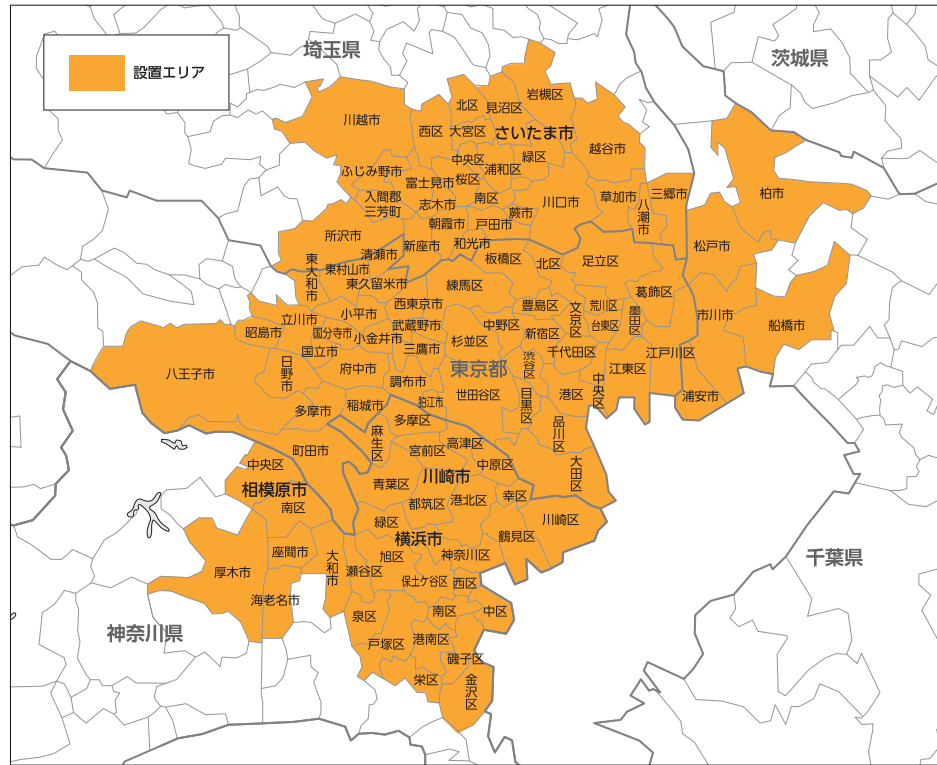 設置エリア
埼玉県
茨城県
川越市
北区
見沼区
岩槻区
西区
大宮区
さいたま市
越谷市
中央区
浦和区
緑区
ふじみ野市
富士見市
桜区
入間郡
三芳町
志木市
南区
蕨市
川口市
草加市
八潮市
三郷市
柏市
朝霞市
戸田市
所沢市
清瀬市
新座市
和光市
松戸市
東大和市
東村山市
東久留米市
板橋区
北区
足立区
練馬区
葛飾区
西東京市
豊島区
文京区
荒川区
墨田区
市川市
船橋市
昭島市
立川市
小平市
国分寺市
小金井市
武蔵野市
中野区
新宿区
台東区
国立市
三鷹市
杉並区
千代田区
江戸川区
八王子市
日野市
府中市
調布市
東京都
渋谷区
江東区
狛江市
世田谷区
目黒区
港区
中央区
浦安市
多摩市
稲城市
多摩区
品川区
麻生区
町田市
宮前区
高津区
中原区
大田区
中央区
相模原市
青葉区
川崎市
南区
都筑区
港北区
幸区
川崎区
緑区
横浜市
鶴見区
座間市
大和市
旭区
神奈川区
千葉県
厚木市
瀬谷区
保土ケ谷区
西区
海老名市
泉区
南区
中区
神奈川県
戸塚区
港南区
磯子区
栄区
金沢区